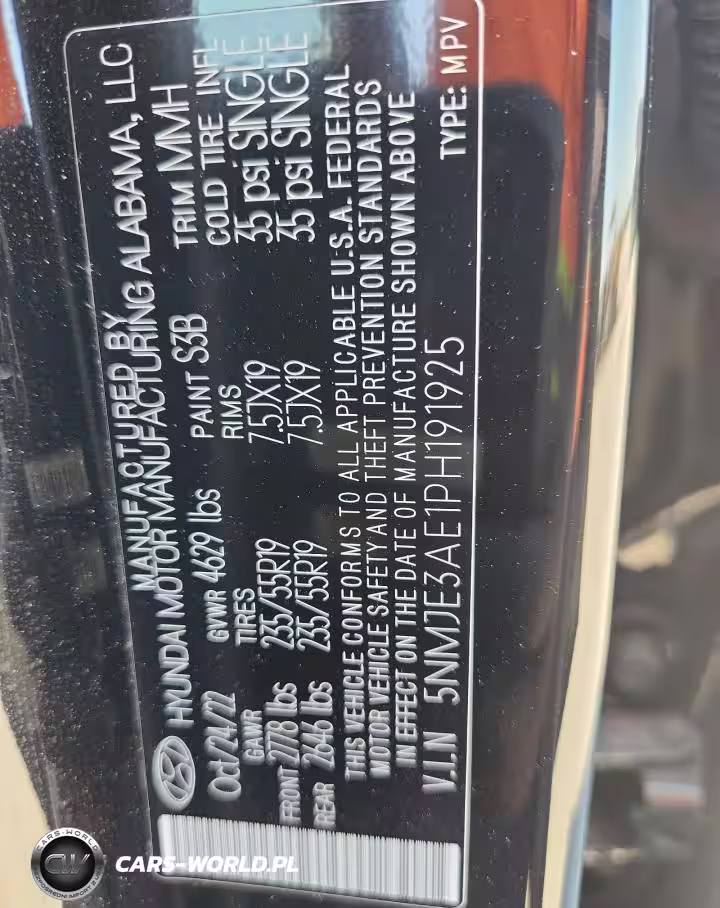 MANUFACTURED BY
HYUNDAI MOTOR MANUFACTURING ALABAMA, LLC
Oct/24/22 GVWR 4629 lbs PAINT S3B TRIM MMH
GAWR TIRES RIMS COLD TIRE INFL
FRONT 2778 lbs 235/55R19 7.5JX19 35 psi SINGLE
REAR 2646 lbs 235/55R19 7.5JX19 35 psi SINGLE
THIS VEHICLE CONFORMS TO ALL APPLICABLE U.S.A. FEDERAL
MOTOR VEHICLE SAFETY AND THEFT PREVENTION STANDARDS
IN EFFECT ON THE DATE OF MANUFACTURE SHOWN ABOVE
V.I.N 5NMJE3AE1PH191925 TYPE: MPV
CARS-WORLD
CW
CARS-WORLD.PL